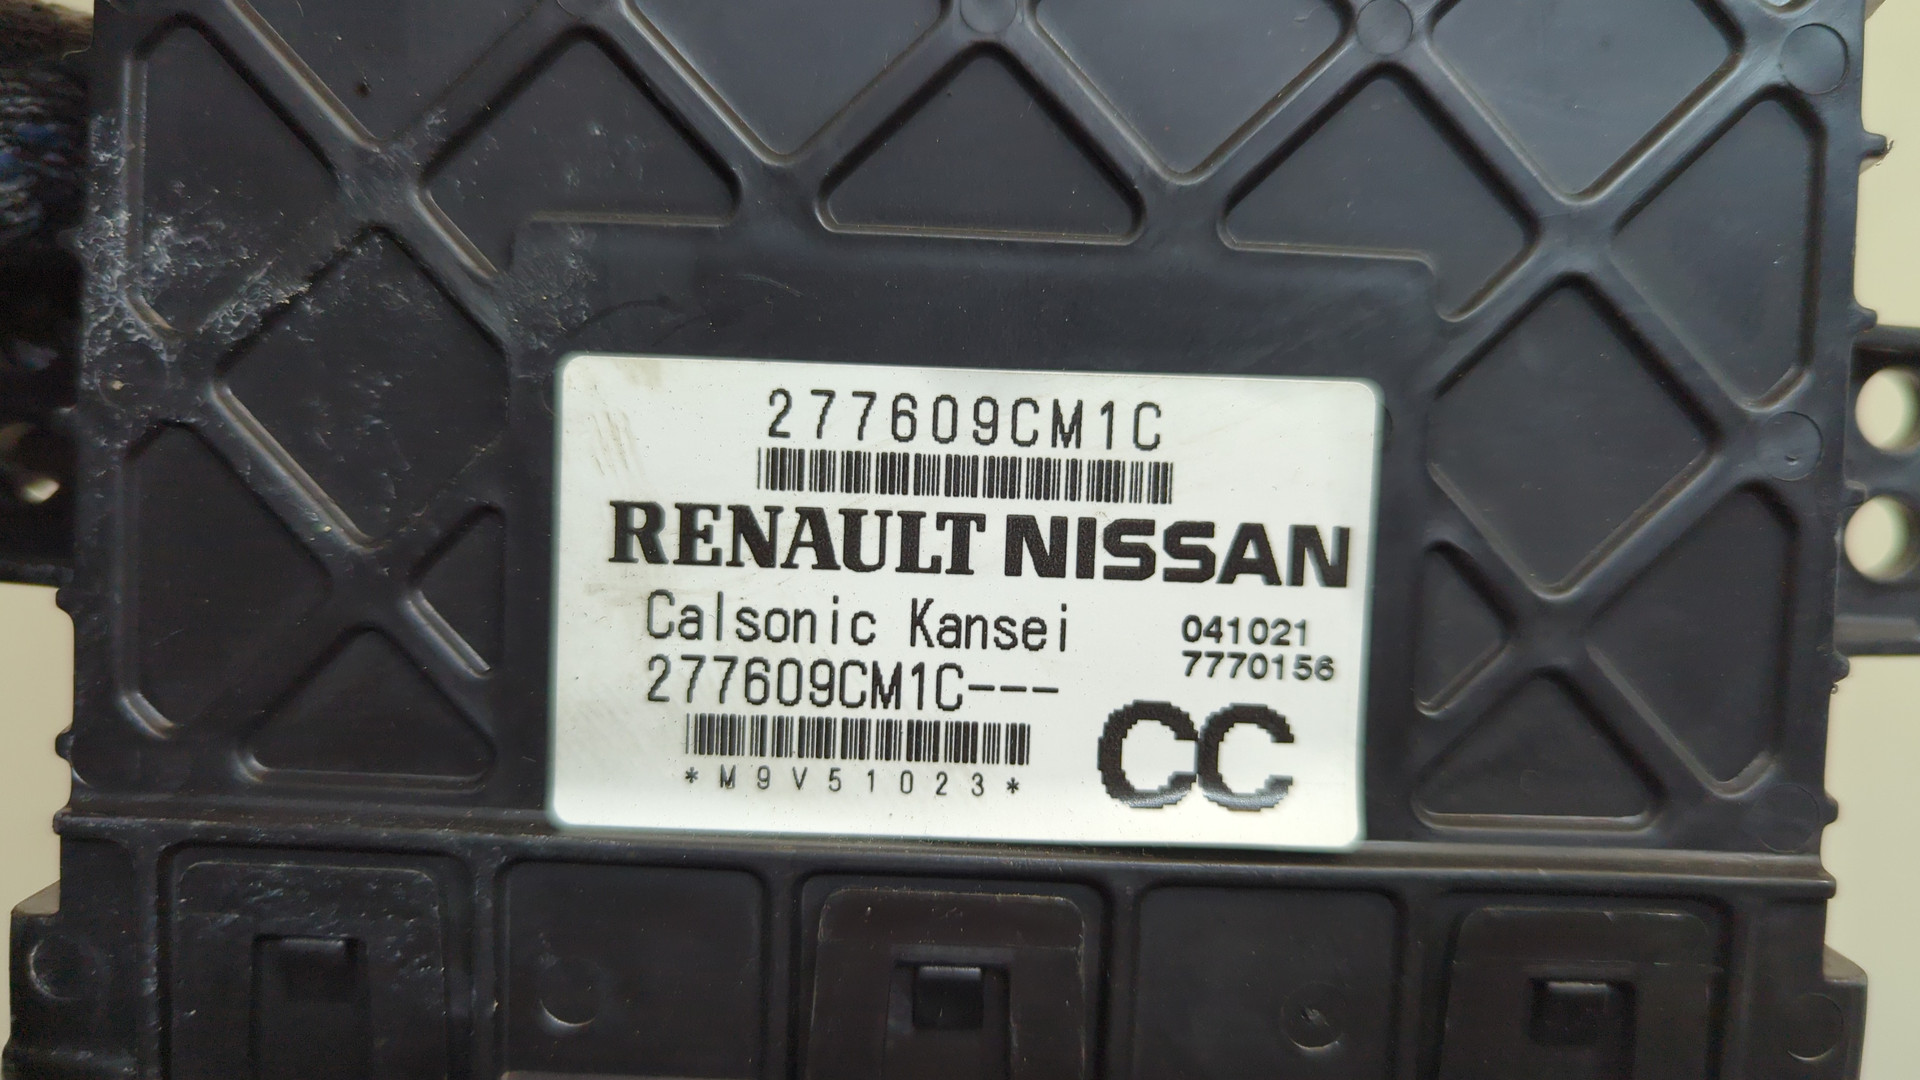 277609CM1C
RENAULT NISSAN
Calsonic Kansei
041021
277609CM1C---
7770156
*M9V51023*
CC